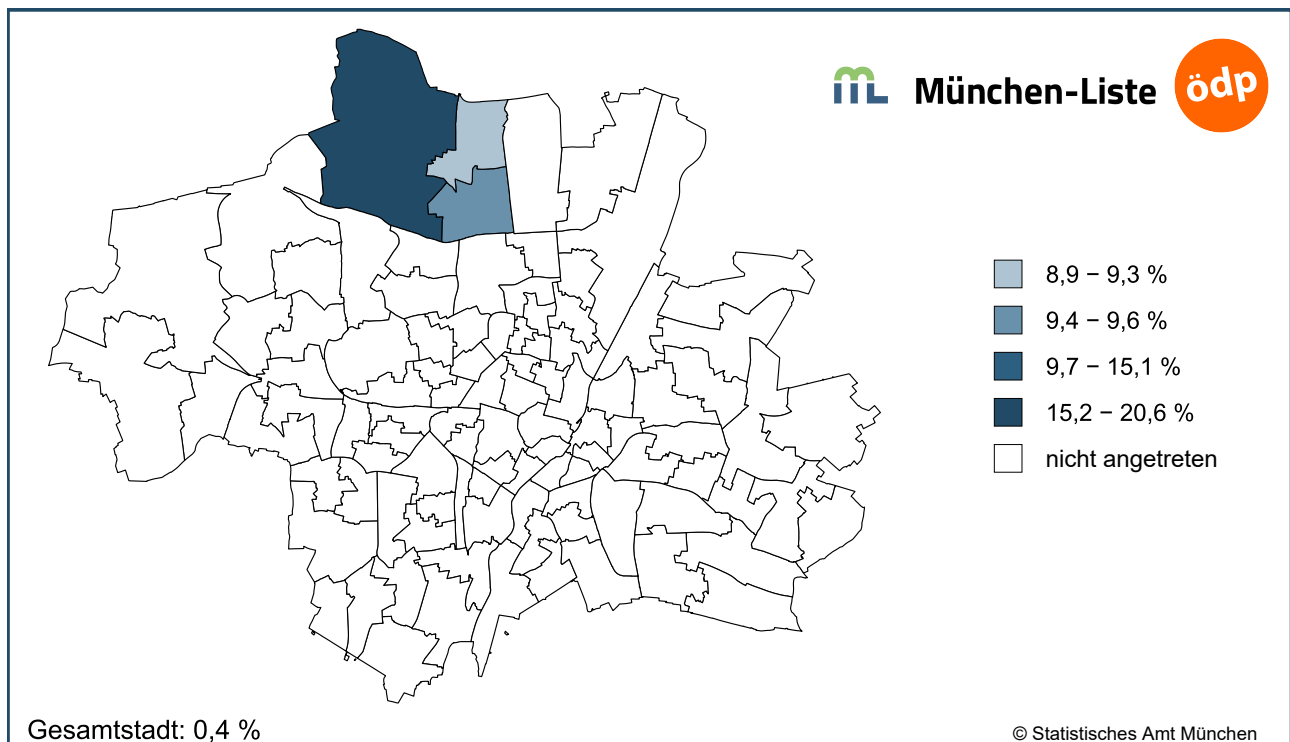 mL München-Liste ödp
8,9 – 9,3 %
9,4 – 9,6 %
9,7 – 15,1 %
15,2 – 20,6 %
nicht angetreten
Gesamtstadt: 0,4 %
© Statistisches Amt München